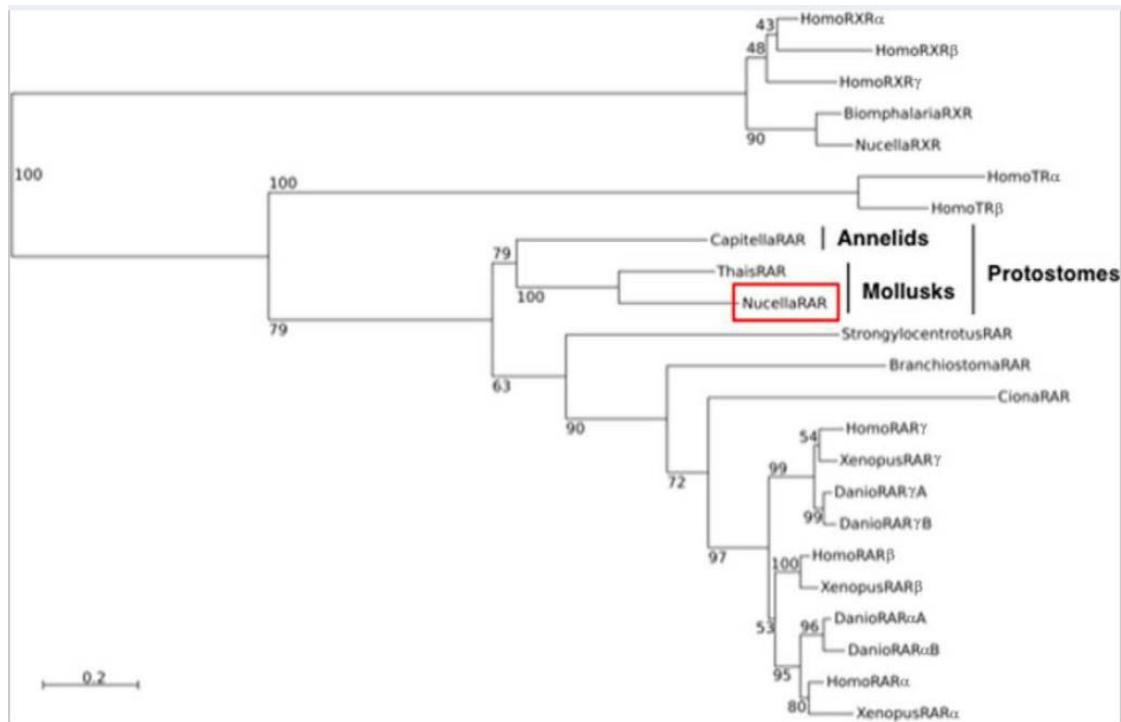 43
HomoRXRα
48
HomoRXRβ
HomoRXRγ
BiomphalariaRXR
90
NucellaRXR
100
100
HomoTRα
HomoTRβ
CapitellaRAR
Annelids
79
ThaisRAR
Protostomes
100
NucellaRAR
Mollusks
79
StrongylocentrotusRAR
BranchiostomaRAR
63
CionaRAR
90
HomoRARγ
54
XenopusRARγ
99
72
DanioRARγA
99
DanioRARγB
97
HomoRARβ
100
XenopusRARβ
DanioRARαA
53
96
DanioRARαB
95
HomoRARα
0.2
80
XenopusRARα